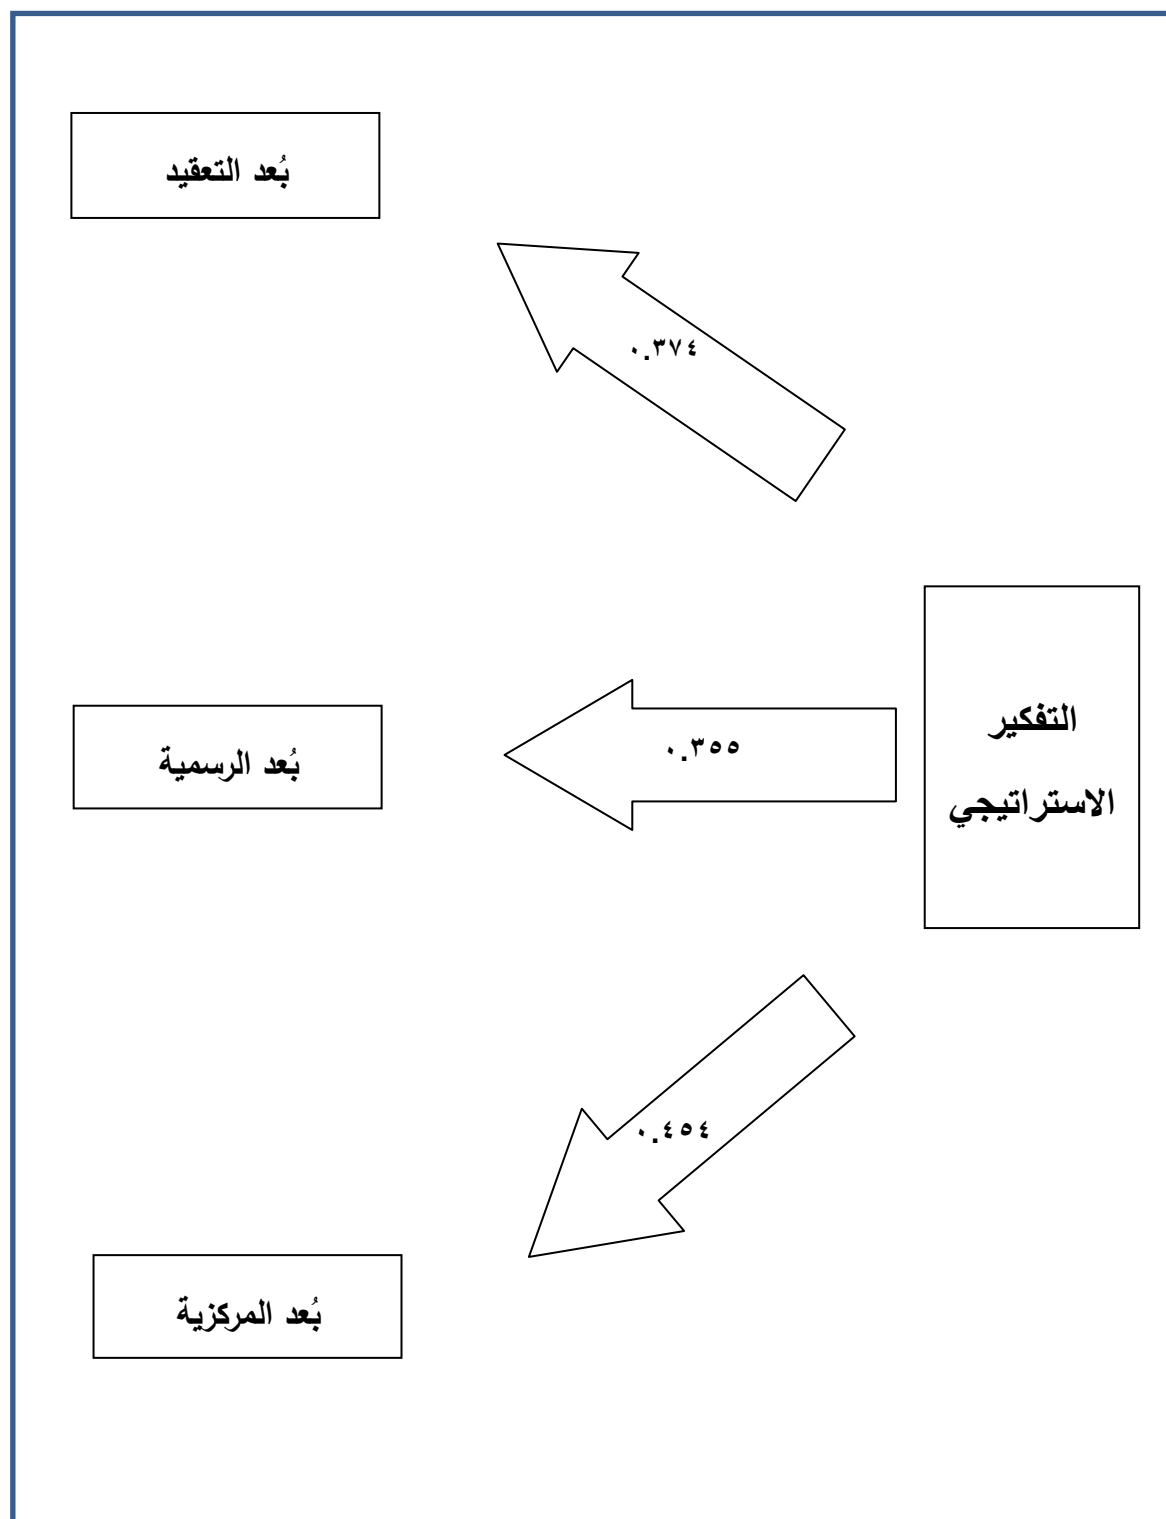 بُعد التعقيد
٠.٣٧٤
التفكير
الاستراتيجي
٠.٣٥٥
بُعد الرسمية
٠.٤٥٤
بُعد المركزية